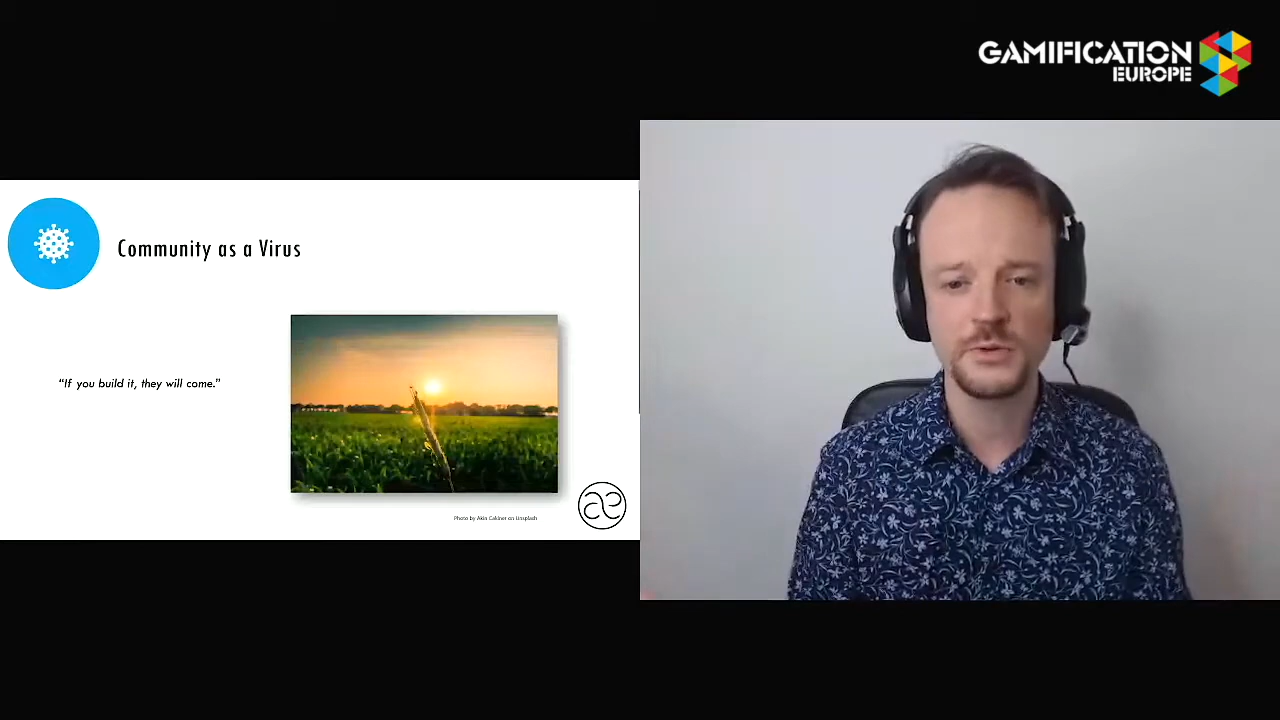 GAMIFICATION
EUROPE
Community as a Virus
“If you build it, they will come.”
Photo by Akin Cakiner on Unsplash